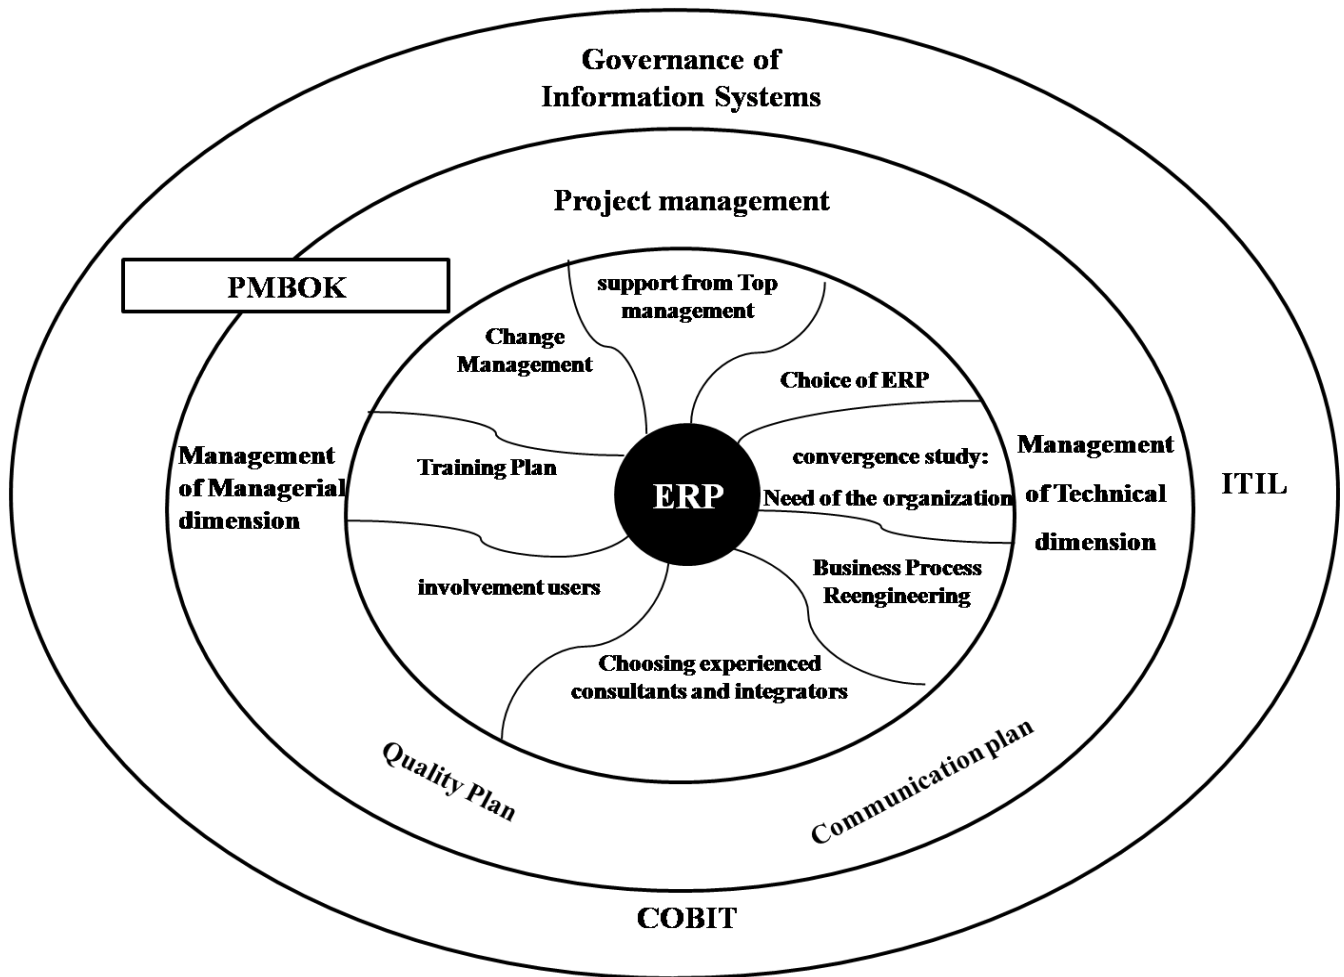 Governance of
Information Systems
Project management
PMBOK
support from Top
management
Change
Management
Choice of ERP
Management
of Managerial
dimension
Training Plan
ERP
convergence study:
Need of the organization
Management
of Technical
dimension
ITIL
involvement users
Business Process
Reengineering
Choosing experienced
consultants and integrators
Quality Plan
Communication plan
COBIT